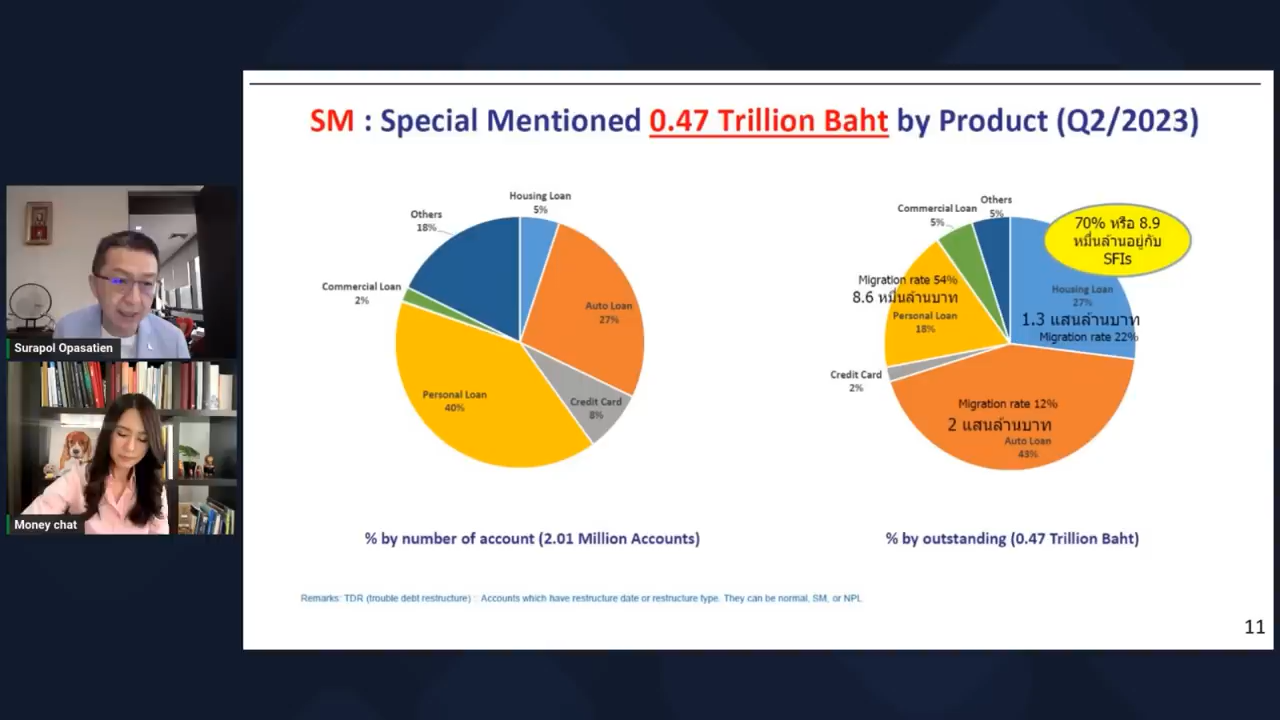 SM : Special Mentioned 0.47 Trillion Baht by Product (Q2/2023)
Housing Loan
5%
Others
18%
Commercial Loan
2%
Auto Loan
27%
Personal Loan
40%
Credit Card
8%
% by number of account (2.01 Million Accounts)
Others
5%
Commercial Loan
5%
70% หรือ 8.9
หมื่นล้านอยู่กับ
SFIs
Migration rate 54%
8.6 หมื่นล้านบาท
Personal Loan
18%
Housing Loan
27%
1.3 แสนล้านบาท
Migration rate 22%
Credit Card
2%
Migration rate 12%
2 แสนล้านบาท
Auto Loan
43%
% by outstanding (0.47 Trillion Baht)
Remarks: TDR (trouble debt restructure) : Accounts which have restructure date or restructure type. They can be normal, SM, or NPL
11
Surapol Opasatien
Money chat